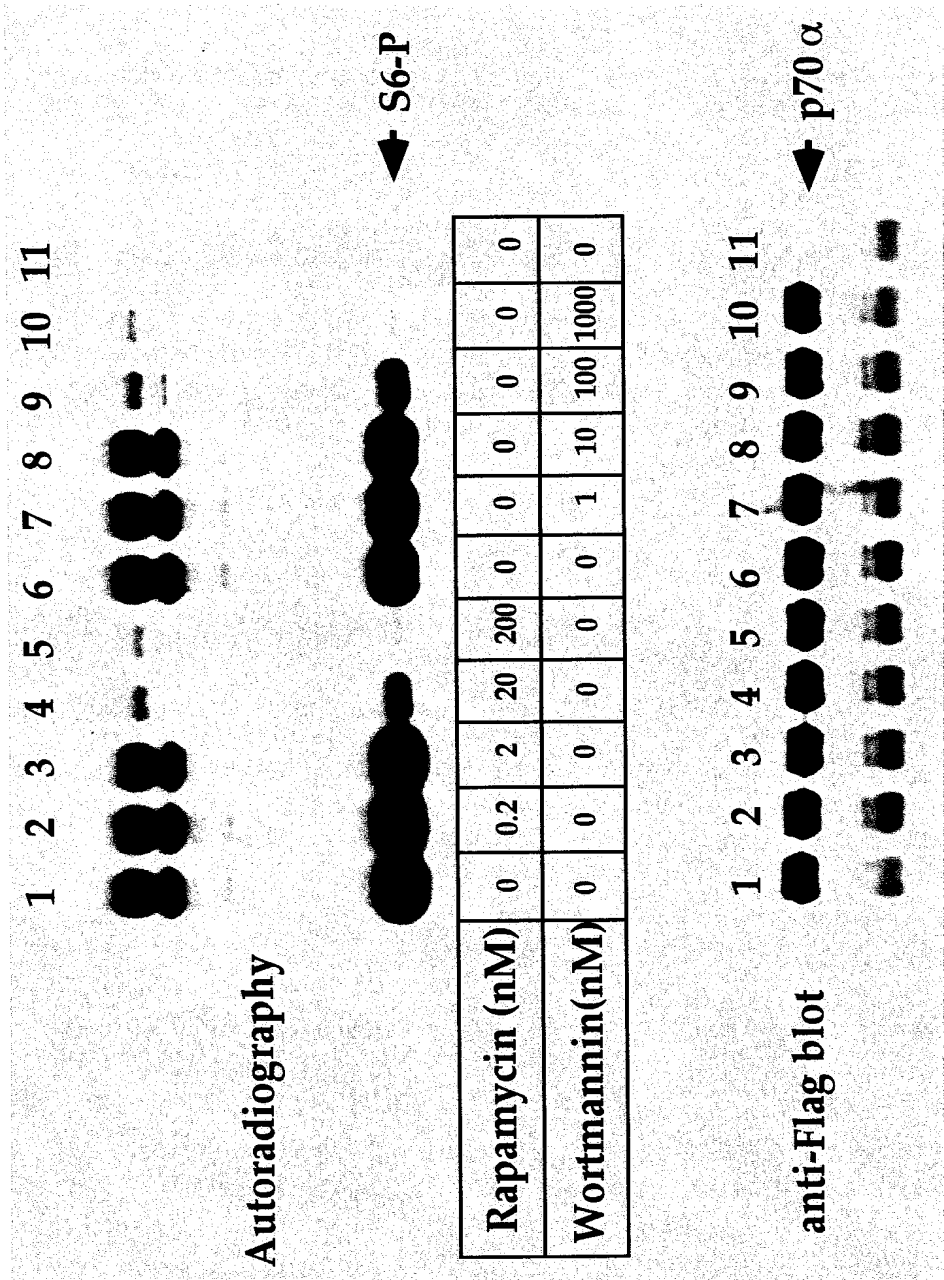 1 2 3 4 5 6 7 8 9 10 11
Autoradiography
S6-P
Rapamycin (nM) 0 0.2 2 20 200 0 0 0 0 0 0
Wortmannin(nM) 0 0 0 0 0 0 1 10 100 1000 0
1 2 3 4 5 6 7 8 9 10 11
anti-Flag blot
p70 α